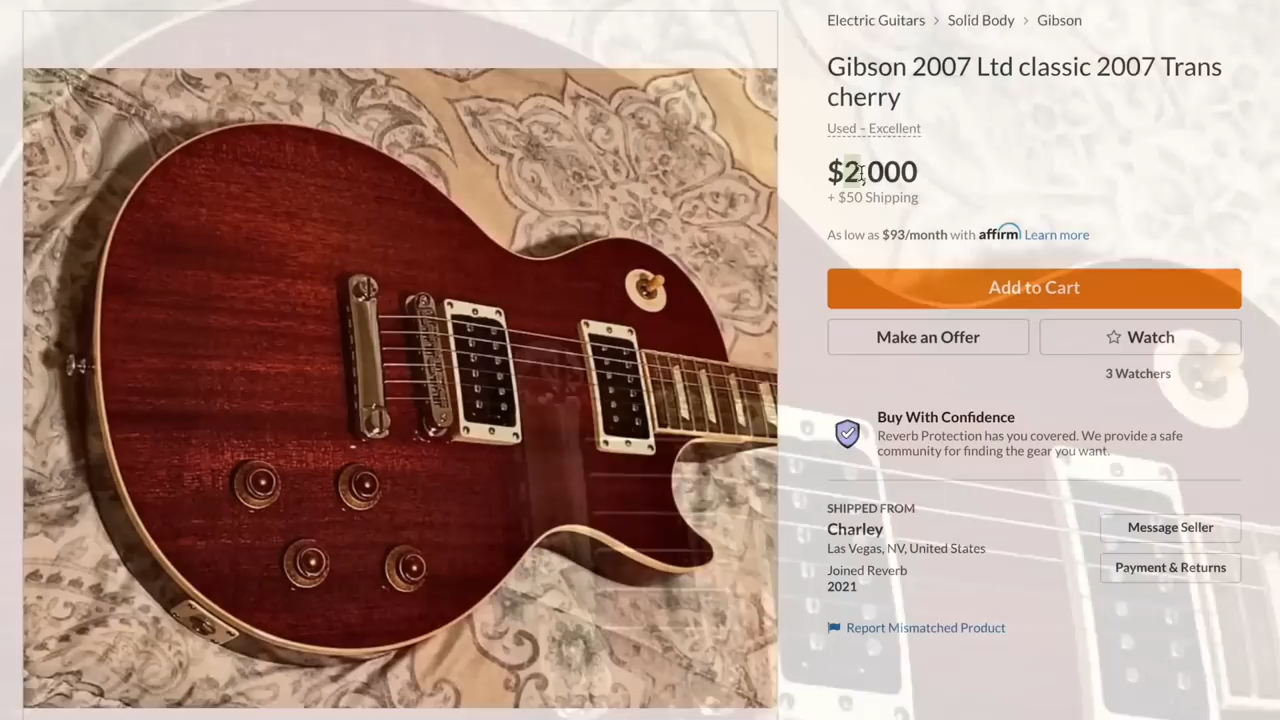 Electric Guitars > Solid Body > Gibson
Gibson 2007 Ltd classic 2007 Trans
cherry
Used – Excellent
$2,000
+ $50 Shipping
As low as $93/month with affirm Learn more
Add to Cart
Make an Offer
Watch
3 Watchers
Buy With Confidence
Reverb Protection has you covered. We provide a safe
community for finding the gear you want.
SHIPPED FROM
Charley
Las Vegas, NV, United States
Joined Reverb
2021
Message Seller
Payment & Returns
Report Mismatched Product